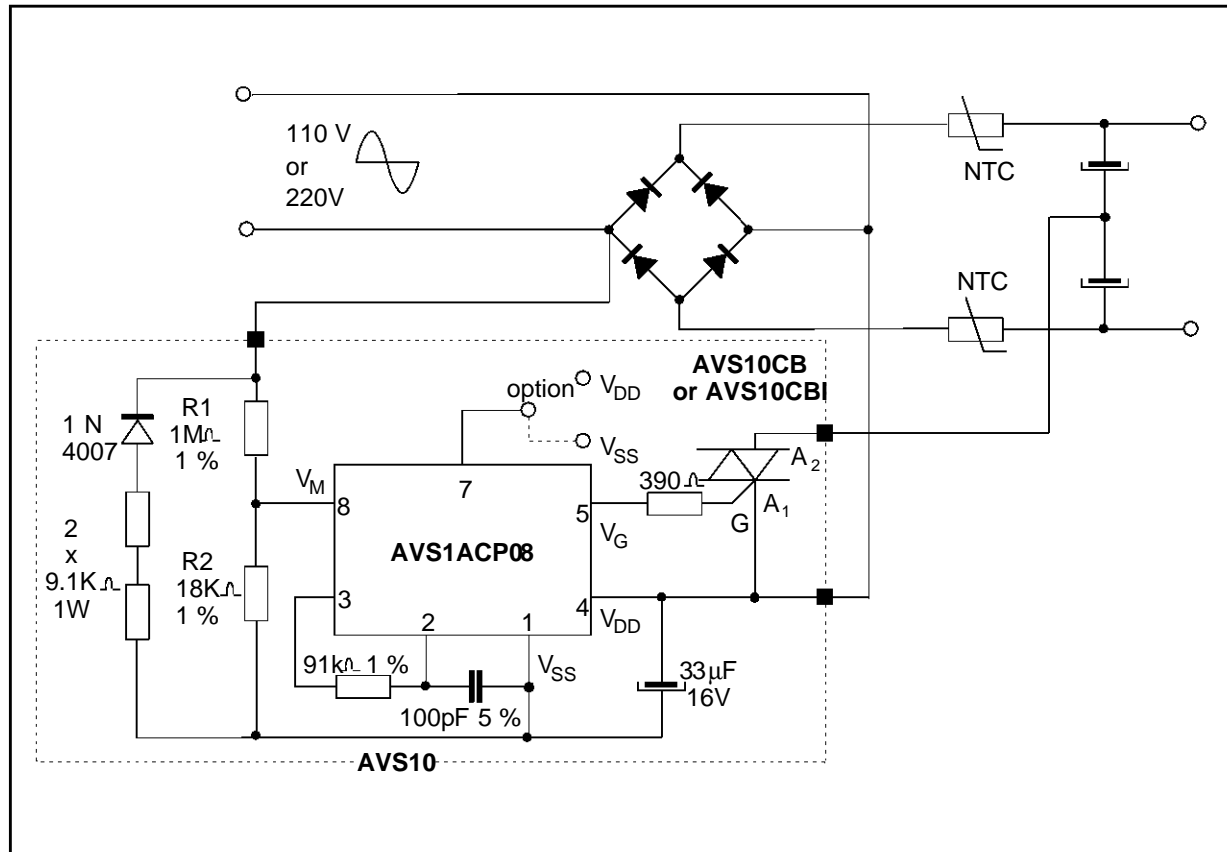 110 V
or
220V
NTC
NTC
AVS10CB
or AVS10CBI
option
V_DD
V_SS
1 N
4007
R1
1MΩ
1 %
V_M
8
7
5
390Ω
G
A_2
A_1
V_G
AVS1ACP08
2
x
9.1KΩ
1W
R2
18KΩ
1 %
3
2
1
4
V_DD
V_SS
91kΩ 1 %
100pF 5 %
33µF
16V
AVS10